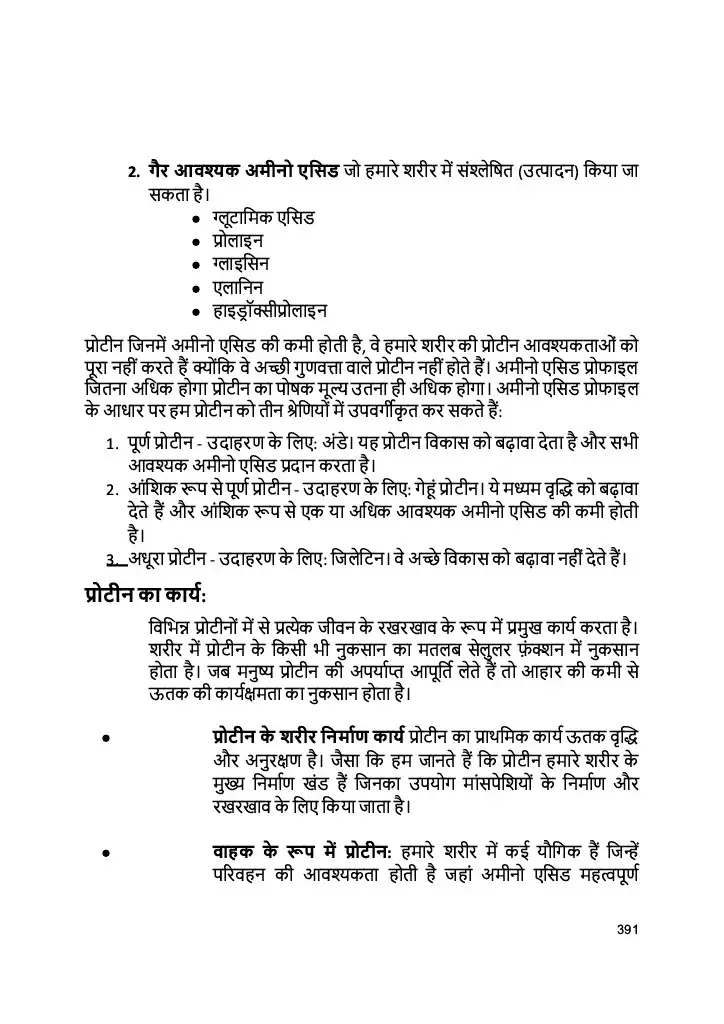 2. गैर आवश्यक अमीनो एसिड जो हमारे शरीर में संश्लेषित (उत्पादन) किया जा
सकता है।
● ग्लूटामिक एसिड
● प्रोलाइन
● ग्लाइसिन
● एलानिन
● हाइड्रॉक्सीप्रोलाइन
प्रोटीन जिनमें अमीनो एसिड की कमी होती है, वे हमारे शरीर की प्रोटीन आवश्यकताओं को
पूरा नहीं करते हैं क्योंकि वे अच्छी गुणवत्ता वाले प्रोटीन नहीं होते हैं। अमीनो एसिड प्रोफाइल
जितना अधिक होगा प्रोटीन का पोषक मूल्य उतना ही अधिक होगा। अमीनो एसिड प्रोफाइल
के आधार पर हम प्रोटीन को तीन श्रेणियों में उपवर्गीकृत कर सकते हैं:
1. पूर्ण प्रोटीन - उदाहरण के लिए: अंडे। यह प्रोटीन विकास को बढ़ावा देता है और सभी
आवश्यक अमीनो एसिड प्रदान करता है।
2. आंशिक रूप से पूर्ण प्रोटीन - उदाहरण के लिए: गेहूं प्रोटीन। ये मध्यम वृद्धि को बढ़ावा
देते हैं और आंशिक रूप से एक या अधिक आवश्यक अमीनो एसिड की कमी होती
है।
3. अधूरा प्रोटीन - उदाहरण के लिए: जिलेटिन। वे अच्छे विकास को बढ़ावा नहीं देते हैं।
प्रोटीन का कार्य:
विभिन्न प्रोटीनों में से प्रत्येक जीवन के रखरखाव के रूप में प्रमुख कार्य करता है।
शरीर में प्रोटीन के किसी भी नुकसान का मतलब सेलुलर फ़ंक्शन में नुकसान
होता है। जब मनुष्य प्रोटीन की अपर्याप्त आपूर्ति लेते हैं तो आहार की कमी से
ऊतक की कार्यक्षमता का नुकसान होता है।
● प्रोटीन के शरीर निर्माण कार्य प्रोटीन का प्राथमिक कार्य ऊतक वृद्धि
और अनुरक्षण है। जैसा कि हम जानते हैं कि प्रोटीन हमारे शरीर के
मुख्य निर्माण खंड हैं जिनका उपयोग मांसपेशियों के निर्माण और
रखरखाव के लिए किया जाता है।
● वाहक के रूप में प्रोटीन: हमारे शरीर में कई यौगिक हैं जिन्हें
परिवहन की आवश्यकता होती है जहां अमीनो एसिड महत्वपूर्ण
391